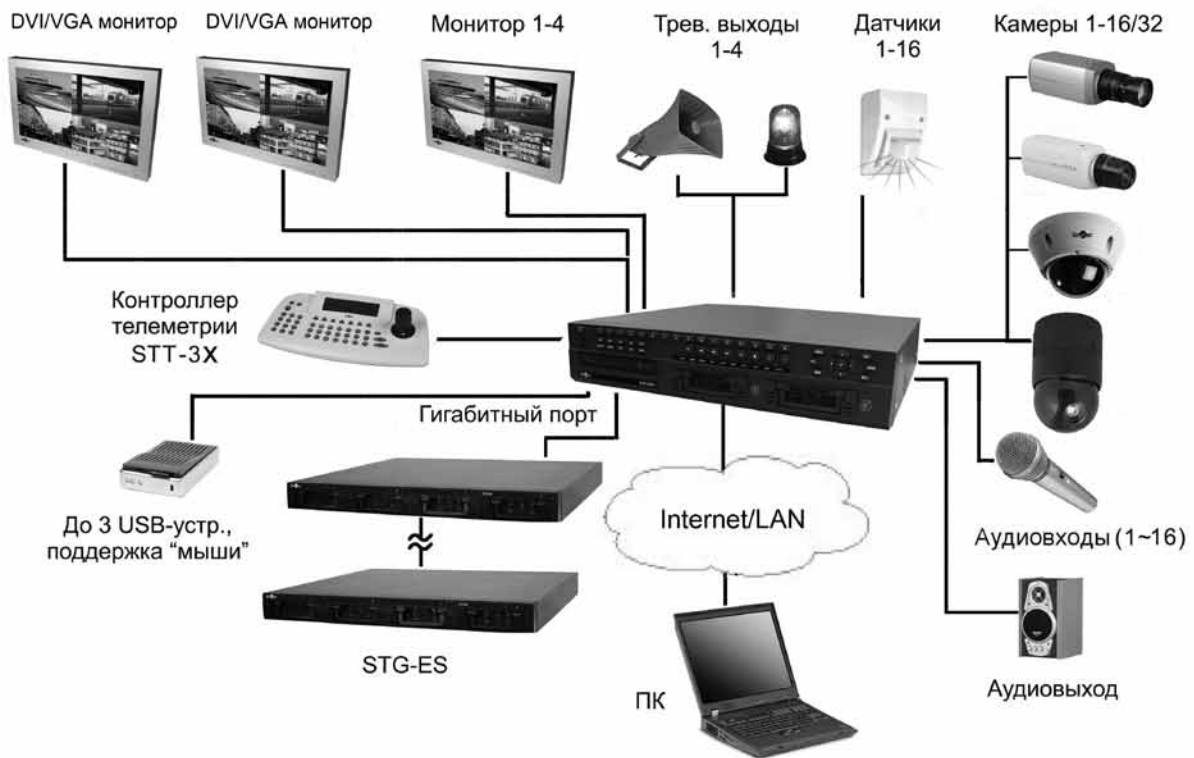 DVI/VGA монитор
DVI/VGA монитор
Монитор 1-4
Трев. выходы
1-4
Датчики
1-16
Камеры 1-16/32
Контроллер
телеметрии
STT-3X
Гигабитный порт
До 3 USB-устр.,
поддержка “мыши”
Internet/LAN
Аудиовходы (1~16)
STG-ES
ПК
Аудиовыход